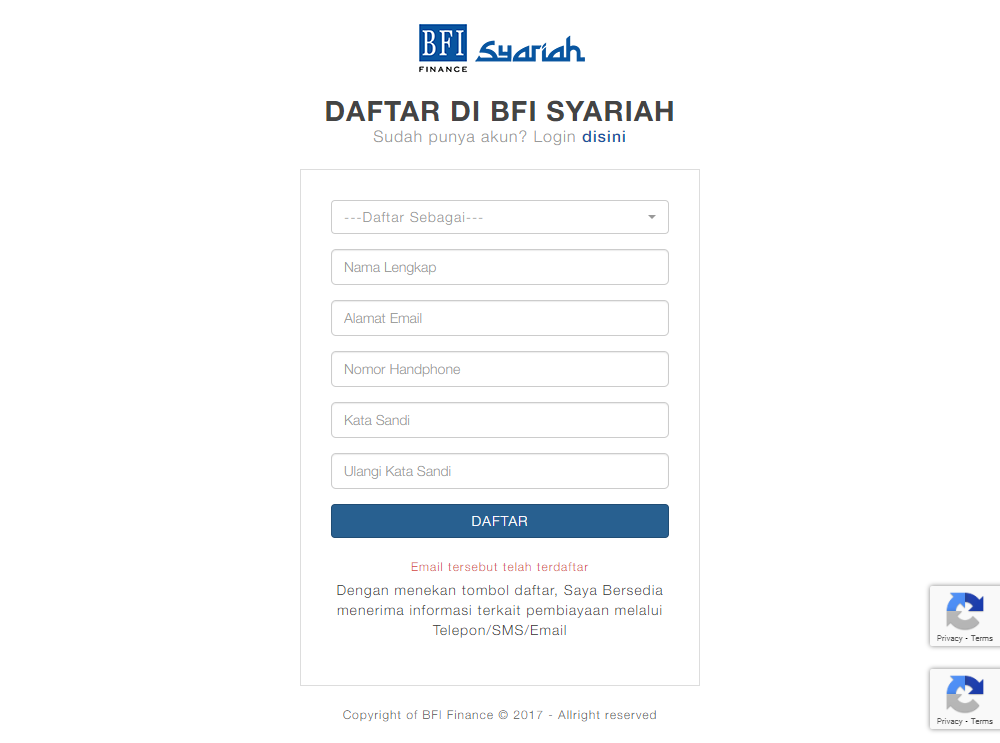 BFI Syariah
FINANCE
DAFTAR DI BFI SYARIAH
Sudah punya akun? Login disini
---Daftar Sebagai---
Nama Lengkap
Alamat Email
Nomor Handphone
Kata Sandi
Ulangi Kata Sandi
DAFTAR
Email tersebut telah terdaftar
Dengan menekan tombol daftar, Saya Bersedia
menerima informasi terkait pembiayaan melalui
Telepon/SMS/Email
Privacy - Terms
Privacy - Terms
Copyright of BFI Finance © 2017 - Allright reserved